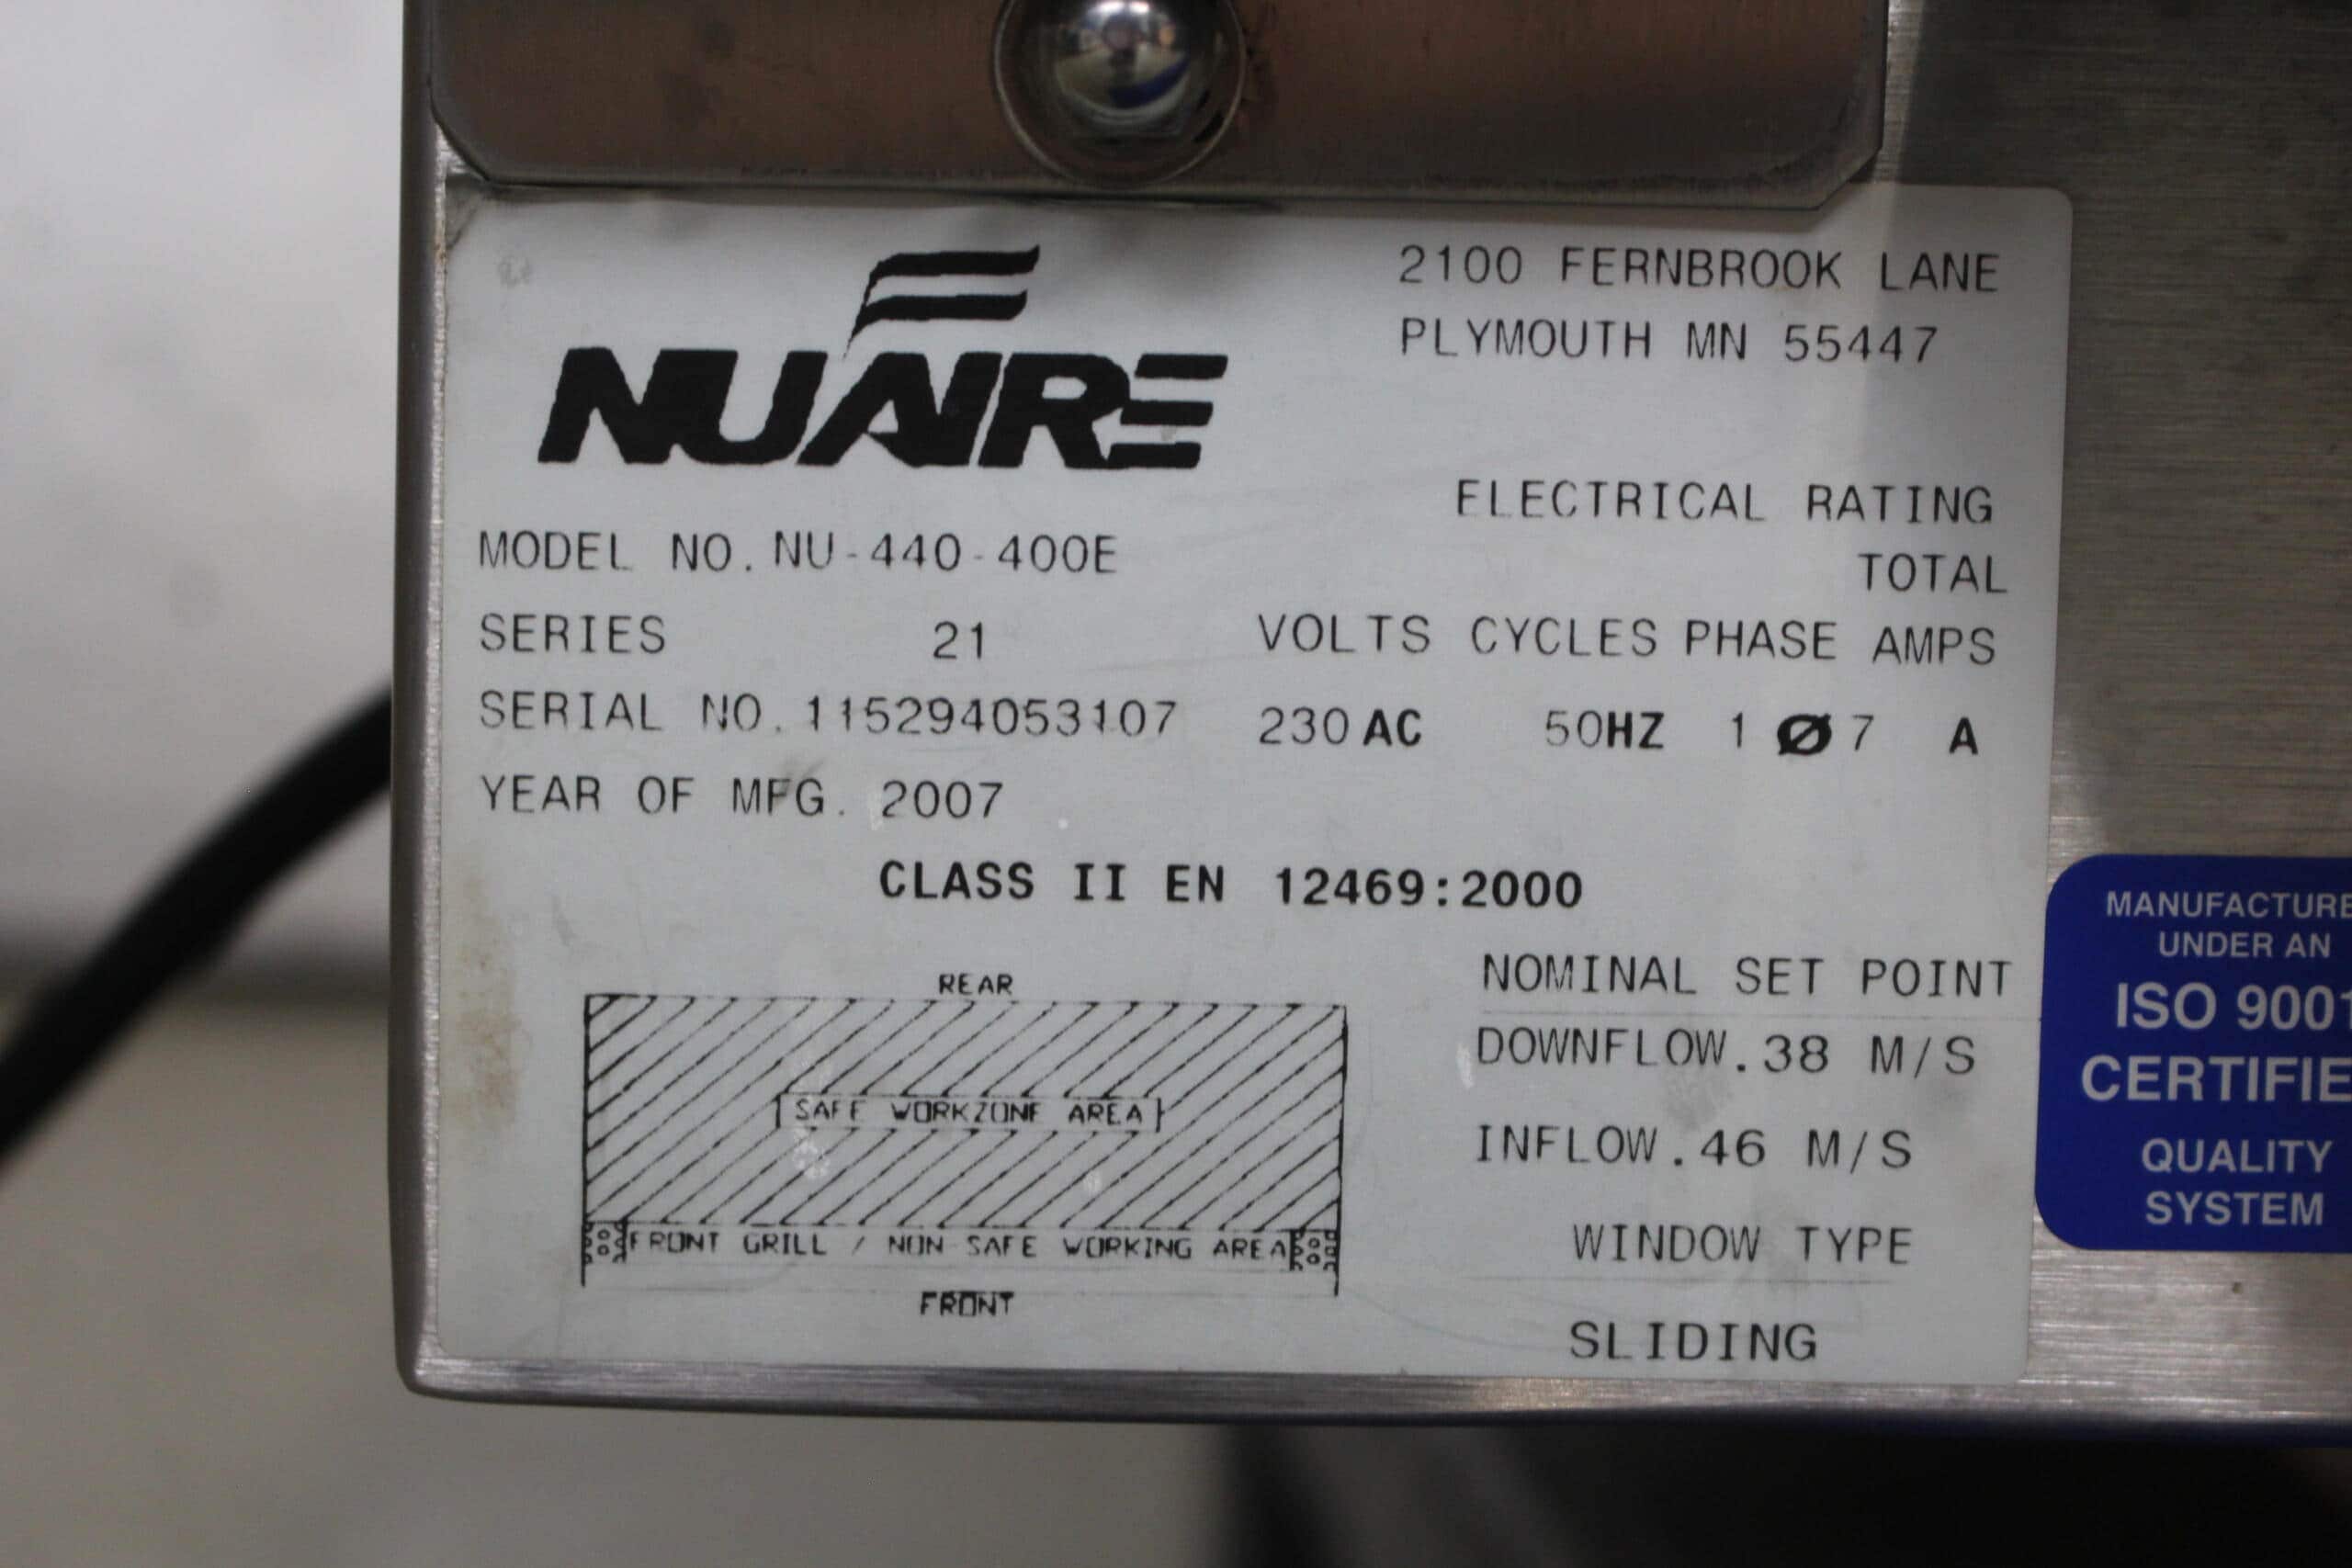 NUAIRE
2100 FERNBROOK LANE
PLYMOUTH MN 55447
ELECTRICAL RATING
TOTAL
VOLTS CYCLES PHASE AMPS
230 AC 50HZ 1 Ø 7 A
MODEL NO. NU-440-400E
SERIES 21
SERIAL NO. 115294053107
YEAR OF MFG. 2007
CLASS II EN 12469:2000
REAR
SAFE WORKZONE AREA
FRONT GRILL / NON SAFE WORKING AREA
FRONT
NOMINAL SET POINT
DOWNFLOW .38 M/S
INFLOW .46 M/S
WINDOW TYPE
SLIDING
MANUFACTURE
UNDER AN
ISO 9001
CERTIFIE
QUALITY
SYSTEM